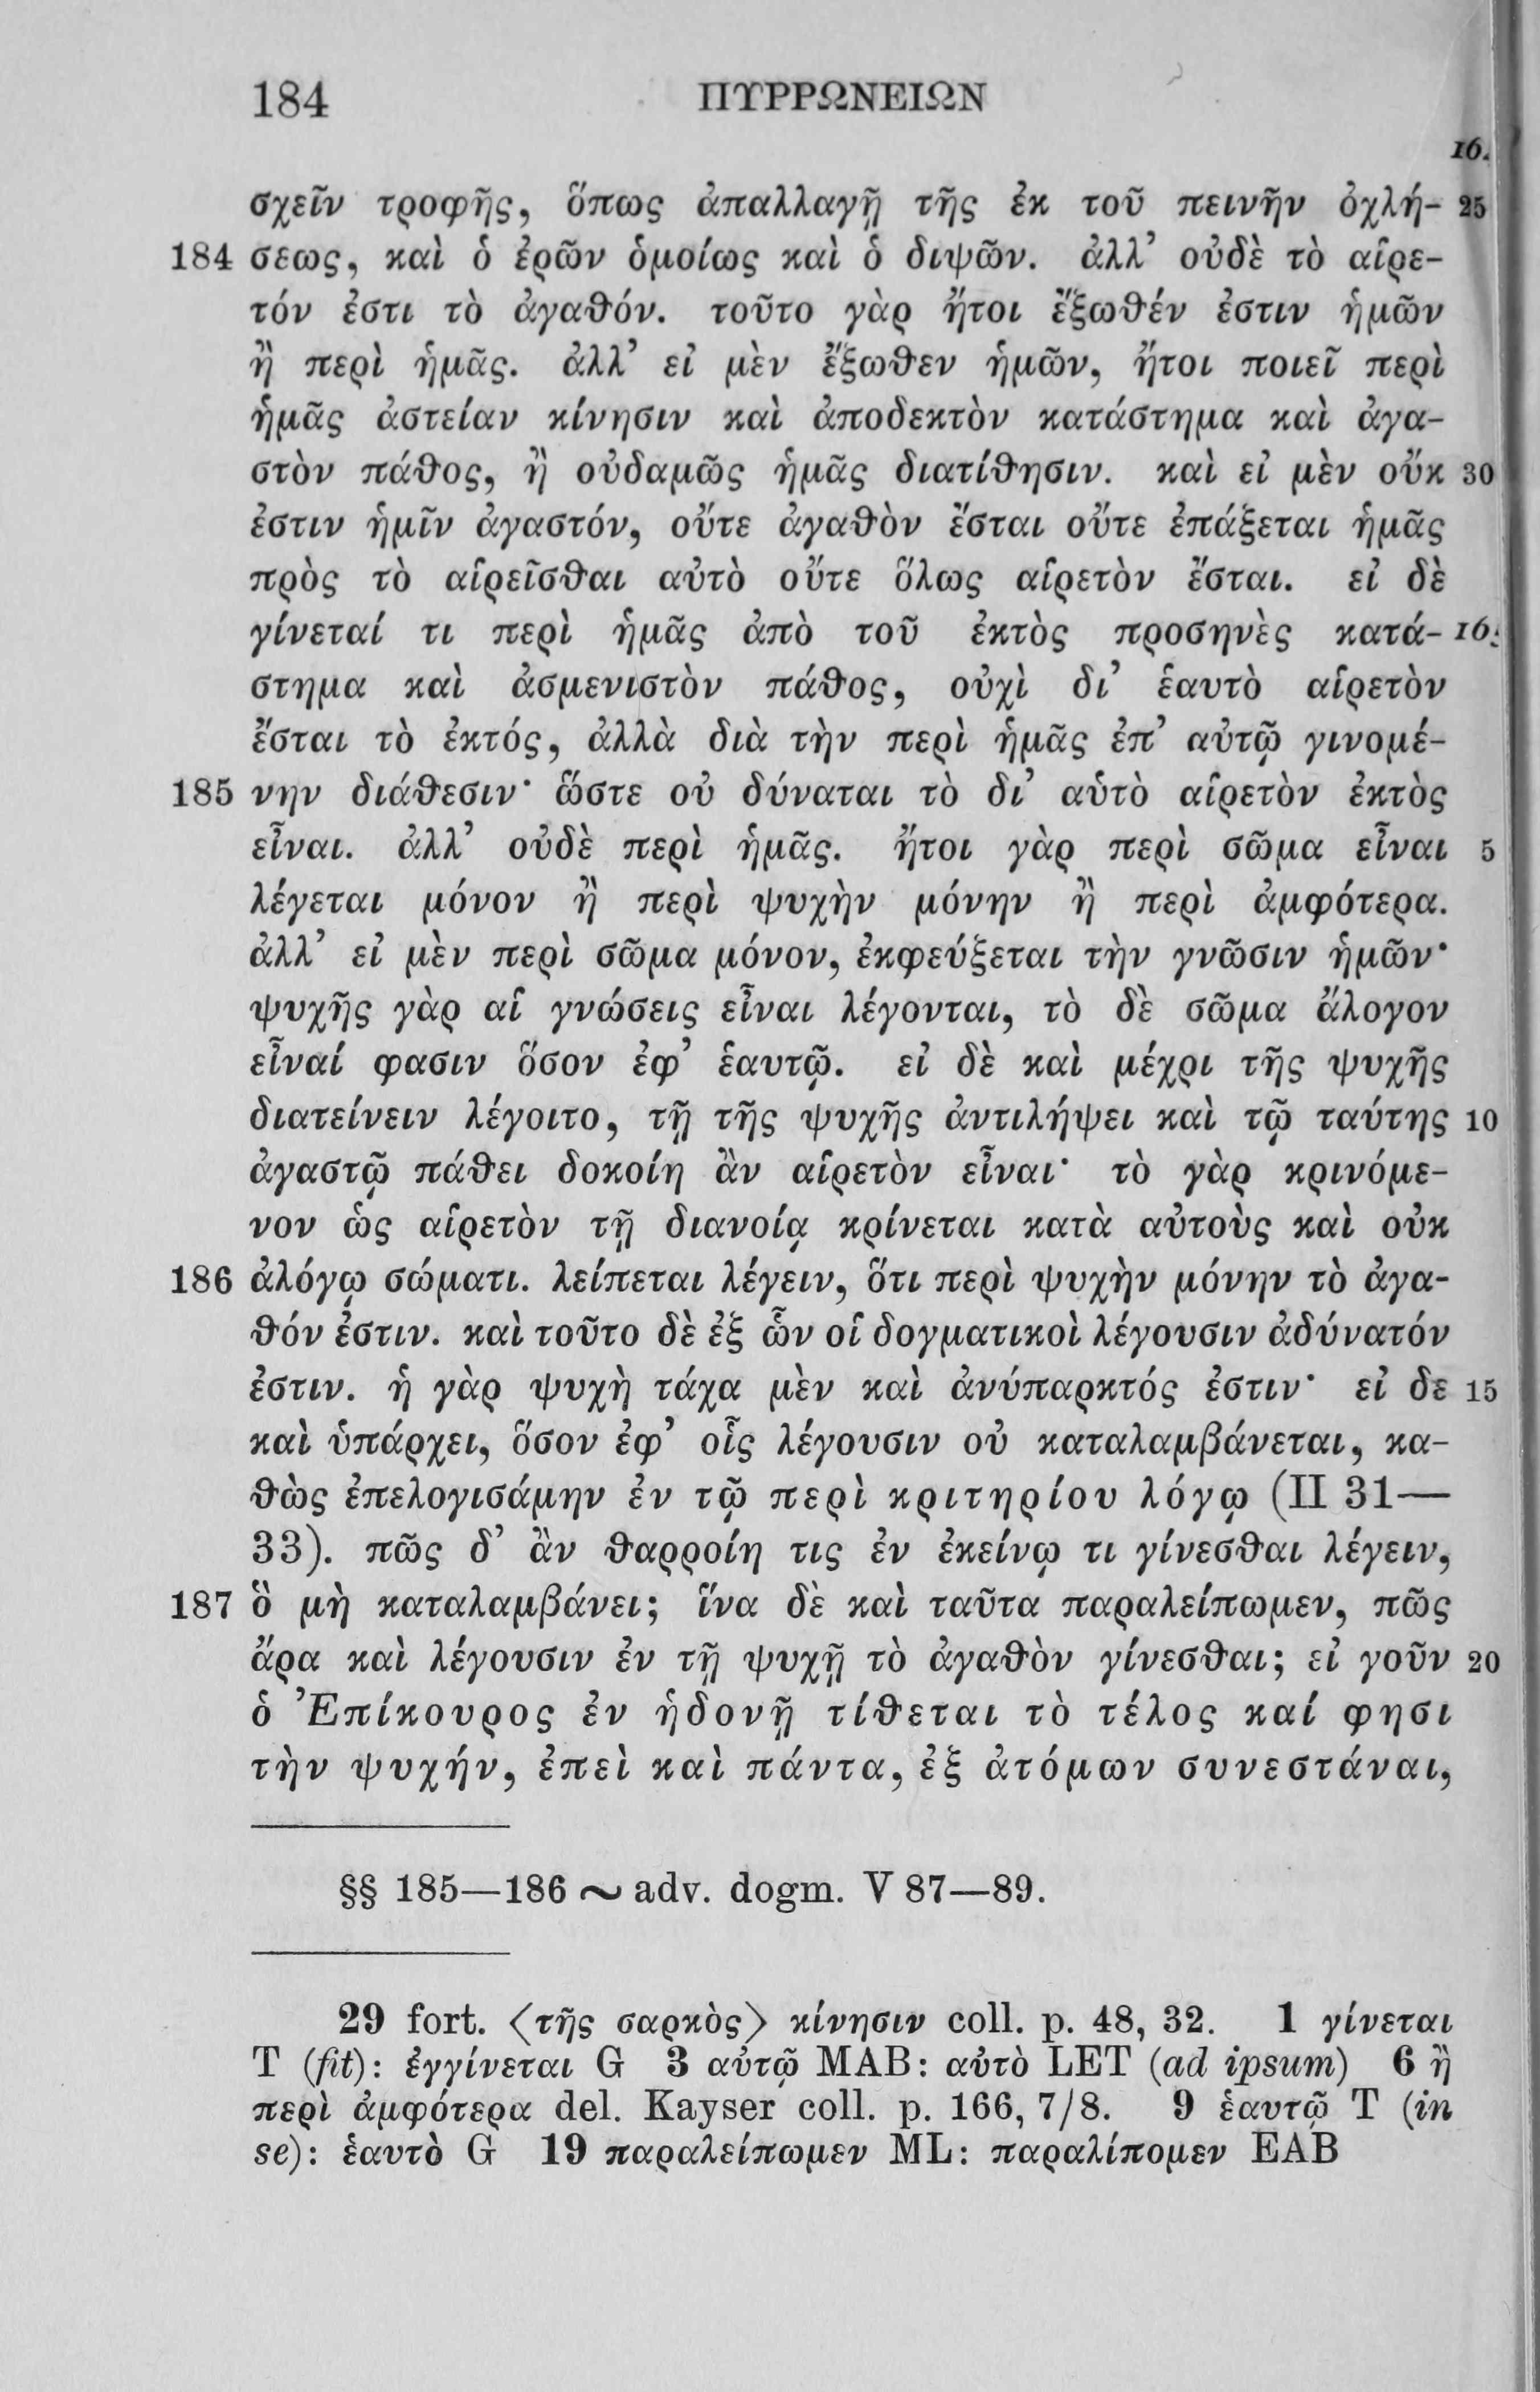 184 ΠΥΡΡΩΝΕΙΩΝ
16.
σχεῖν τροφῆς, ὅπως ἀπαλλαγῇ τῆς ἐκ τοῦ πεινῆν ὀχλή- 25
184 σεως, καὶ ὁ ἐρῶν ὁμοίως καὶ ὁ διψῶν. ἀλλ’ οὐδὲ τὸ αἱρε-
τόν ἐστι τὸ ἀγαθόν. τοῦτο γὰρ ἤτοι ἔξωθέν ἐστιν ἡμῶν
ἢ περὶ ἡμᾶς. ἀλλ’ εἰ μὲν ἔξωθεν ἡμῶν, ἤτοι ποιεῖ περὶ
ἡμᾶς ἀστείαν κίνησιν καὶ ἀποδεκτὸν κατάστημα καὶ ἀγα-
στὸν πάθος, ἢ οὐδαμῶς ἡμᾶς διατίθησιν. καὶ εἰ μὲν οὔκ 30
ἐστιν ἡμῖν ἀγαστόν, οὔτε ἀγαθὸν ἔσται οὔτε ἐπάξεται ἡμᾶς
πρὸς τὸ αἱρεῖσθαι αὐτὸ οὔτε ὅλως αἱρετὸν ἔσται. εἰ δὲ
γίνεταί τι περὶ ἡμᾶς ἀπὸ τοῦ ἐκτὸς προσηνὲς κατά- 16.
στημα καὶ ἀσμενιστὸν πάθος, οὐχὶ δι’ ἑαυτὸ αἱρετὸν
ἔσται τὸ ἐκτός, ἀλλὰ διὰ τὴν περὶ ἡμᾶς ἐπ’ αὐτῷ γινομέ-
185 νην διάθεσιν· ὥστε οὐ δύναται τὸ δι’ αὑτὸ αἱρετὸν ἐκτὸς
εἶναι. ἀλλ’ οὐδὲ περὶ ἡμᾶς. ἤτοι γὰρ περὶ σῶμα εἶναι 5
λέγεται μόνον ἢ περὶ ψυχὴν μόνην ἢ περὶ ἀμφότερα.
ἀλλ’ εἰ μὲν περὶ σῶμα μόνον, ἐκφεύξεται τὴν γνῶσιν ἡμῶν·
ψυχῆς γὰρ αἱ γνώσεις εἶναι λέγονται, τὸ δὲ σῶμα ἄλογον
εἶναί φασιν ὅσον ἐφ’ ἑαυτῷ. εἰ δὲ καὶ μέχρι τῆς ψυχῆς
διατείνειν λέγοιτο, τῇ τῆς ψυχῆς ἀντιλήψει καὶ τῷ ταύτης 10
ἀγαστῷ πάθει δοκοίη ἂν αἱρετὸν εἶναι· τὸ γὰρ κρινόμε-
νον ὡς αἱρετὸν τῇ διανοίᾳ κρίνεται κατὰ αὐτοὺς καὶ οὐκ
186 ἀλόγῳ σώματι. λείπεται λέγειν, ὅτι περὶ ψυχὴν μόνην τὸ ἀγα-
θόν ἐστιν. καὶ τοῦτο δὲ ἐξ ὧν οἱ δογματικοὶ λέγουσιν ἀδύνατόν
ἐστιν. ἡ γὰρ ψυχὴ τάχα μὲν καὶ ἀνύπαρκτός ἐστιν· εἰ δε 15
καὶ ὑπάρχει, ὅσον ἐφ’ οἷς λέγουσιν οὐ καταλαμβάνεται, κα-
θὼς ἐπελογισάμην ἐν τῷ περὶ κριτηρίου λόγῳ (II 31—
33). πῶς δ’ ἂν θαρροίη τις ἐν ἐκείνῳ τι γίνεσθαι λέγειν,
187 ὃ μὴ καταλαμβάνει; ἵνα δὲ καὶ ταῦτα παραλείπωμεν, πῶς
ἄρα καὶ λέγουσιν ἐν τῇ ψυχῇ τὸ ἀγαθὸν γίνεσθαι; εἰ γοῦν 20
ὁ Ἐπίκουρος ἐν ἡδονῇ τίθεται τὸ τέλος καί φησι
τὴν ψυχήν, ἐπεὶ καὶ πάντα, ἐξ ἀτόμων συνεστάναι,
§§ 185—186 ∼ adv. dogm. V 87—89.
29 fort. ⟨τῆς σαρκὸς⟩ κίνησιν coll. p. 48, 32. 1 γίνεται
T (fit): ἐγγίνεται G 3 αὐτῷ MAB: αὐτὸ LET (ad ipsum) 6 ἢ
περὶ ἀμφότερα del. Kayser coll. p. 166, 7/8. 9 ἑαυτῷ T (in
se): ἑαυτὸ G 19 παραλείπωμεν ML: παραλίπομεν EAB